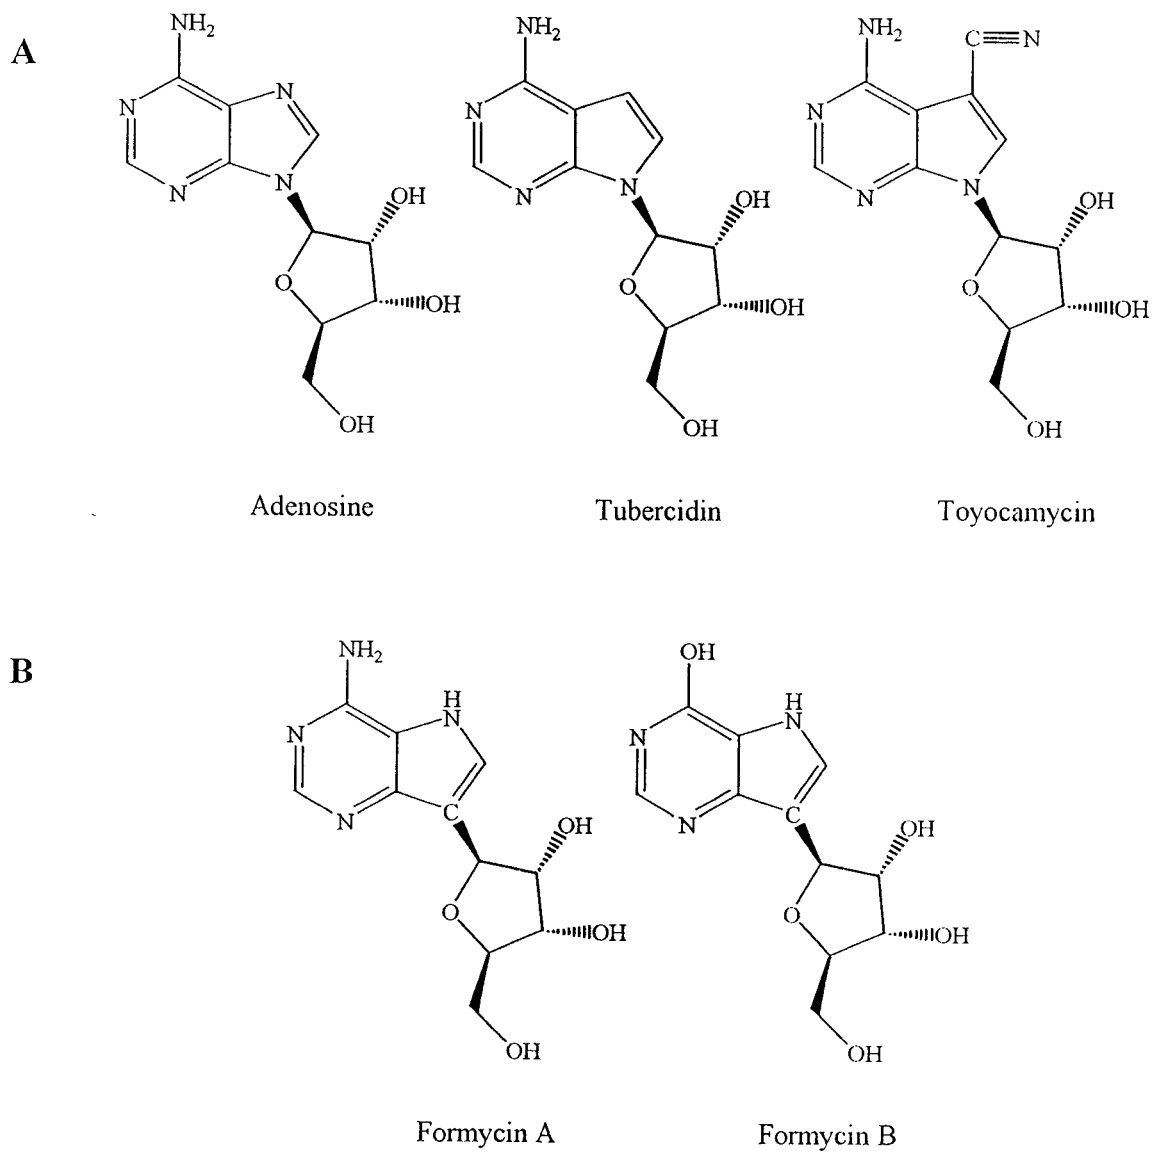 A
NH2 NH2 NH2 C N
N N N N
N N N N N N
OH OH OH
O O O
OH OH OH
OH OH OH
Adenosine Tubercidin Toyocamycin
B
NH2 OH
N H N N H N
N C N C
OH OH
O O
OH OH
OH OH
Formycin A Formycin B